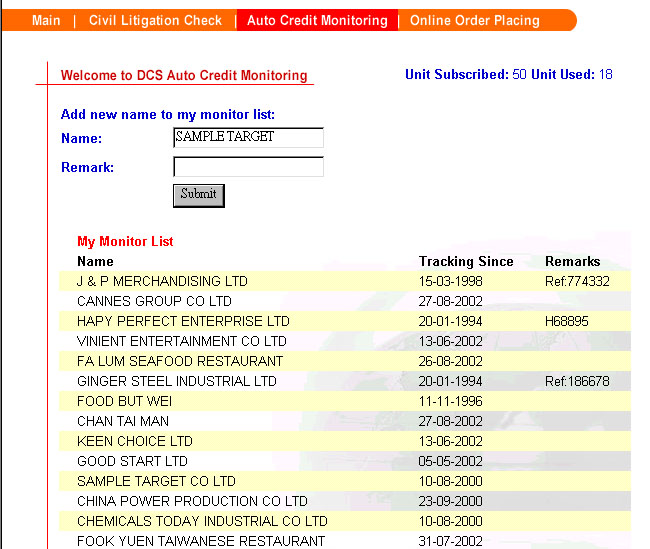 Main | Civil Litigation Check | Auto Credit Monitoring | Online Order Placing
Welcome to DCS Auto Credit Monitoring Unit Subscribed: 50 Unit Used: 18
Add new name to my monitor list:
Name: SAMPLE TARGET
Remark:
Submit
My Monitor List
Name Tracking Since Remarks
J & P MERCHANDISING LTD 15-03-1998 Ref:774332
CANNES GROUP CO LTD 27-08-2002
HAPY PERFECT ENTERPRISE LTD 20-01-1994 H68895
VINIENT ENTERTAINMENT CO LTD 13-06-2002
FA LUM SEAFOOD RESTAURANT 26-08-2002
GINGER STEEL INDUSTRIAL LTD 20-01-1994 Ref:186678
FOOD BUT WEI 11-11-1996
CHAN TAI MAN 27-08-2002
KEEN CHOICE LTD 13-06-2002
GOOD START LTD 05-05-2002
SAMPLE TARGET CO LTD 10-08-2000
CHINA POWER PRODUCTION CO LTD 23-09-2000
CHEMICALS TODAY INDUSTRIAL CO LTD 10-08-2000
FOOK YUEN TAIWANESE RESTAURANT 31-07-2002